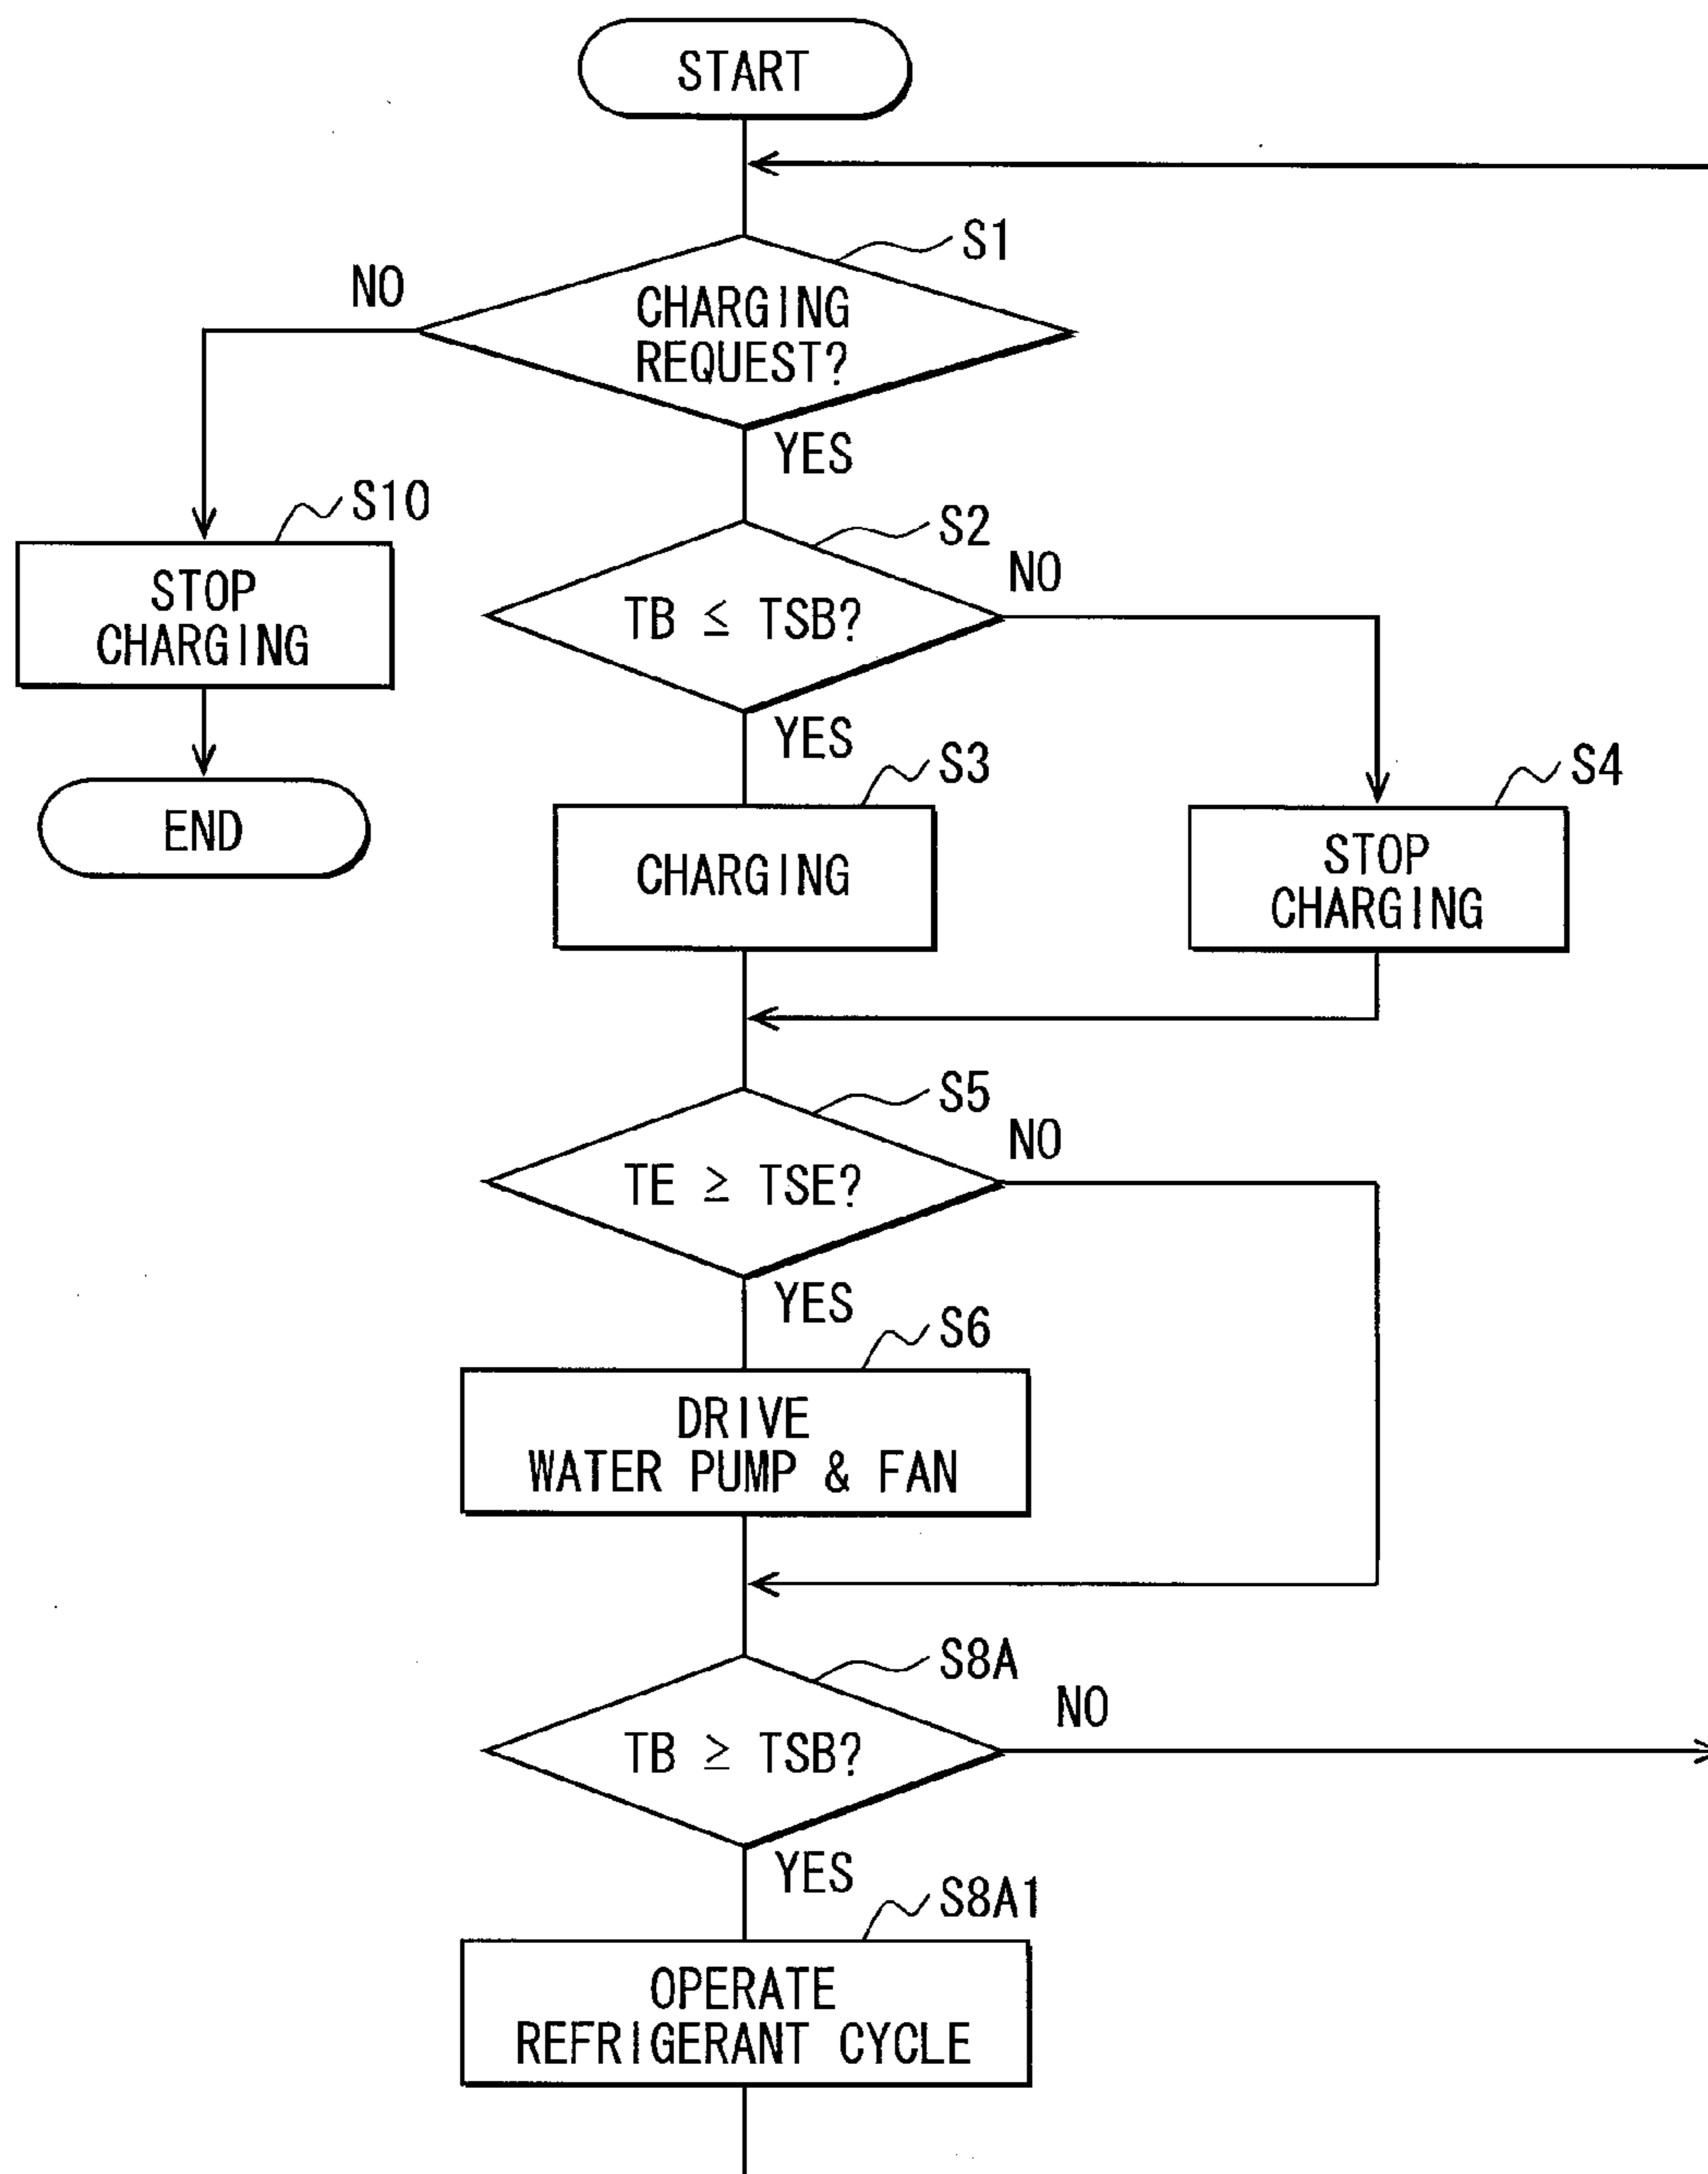 START
S1
NO
CHARGING
REQUEST?
YES
S10
STOP
CHARGING
END
S2
NO
TB ≤ TSB?
YES
S3
CHARGING
S4
STOP
CHARGING
S5
NO
TE ≥ TSE?
YES
S6
DRIVE
WATER PUMP & FAN
S8A
NO
TB ≥ TSB?
YES
S8A1
OPERATE
REFRIGERANT CYCLE